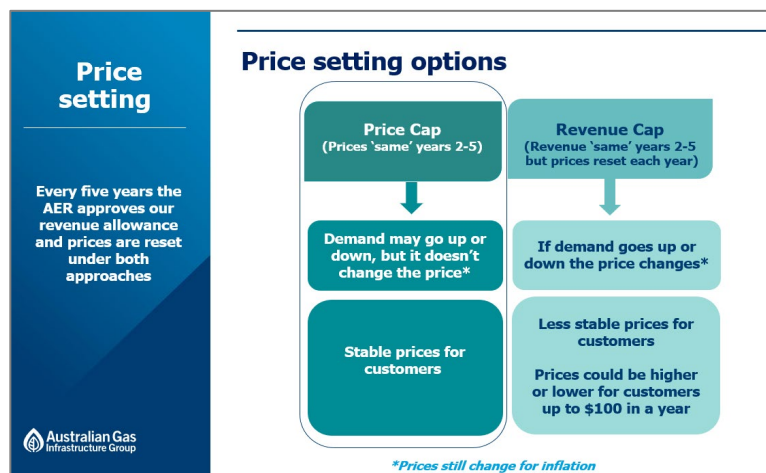 Price
setting
Every five years the
AER approves our
revenue allowance
and prices are reset
under both
approaches
Australian Gas
Infrastructure Group
Price setting options
Price Cap
(Prices ‘same’ years 2-5)
Demand may go up or
down, but it doesn’t
change the price*
Stable prices for
customers
Revenue Cap
(Revenue ‘same’ years 2-5
but prices reset each year)
If demand goes up or
down the price changes*
Less stable prices for
customers
Prices could be higher
or lower for customers
up to $100 in a year
*Prices still change for inflation